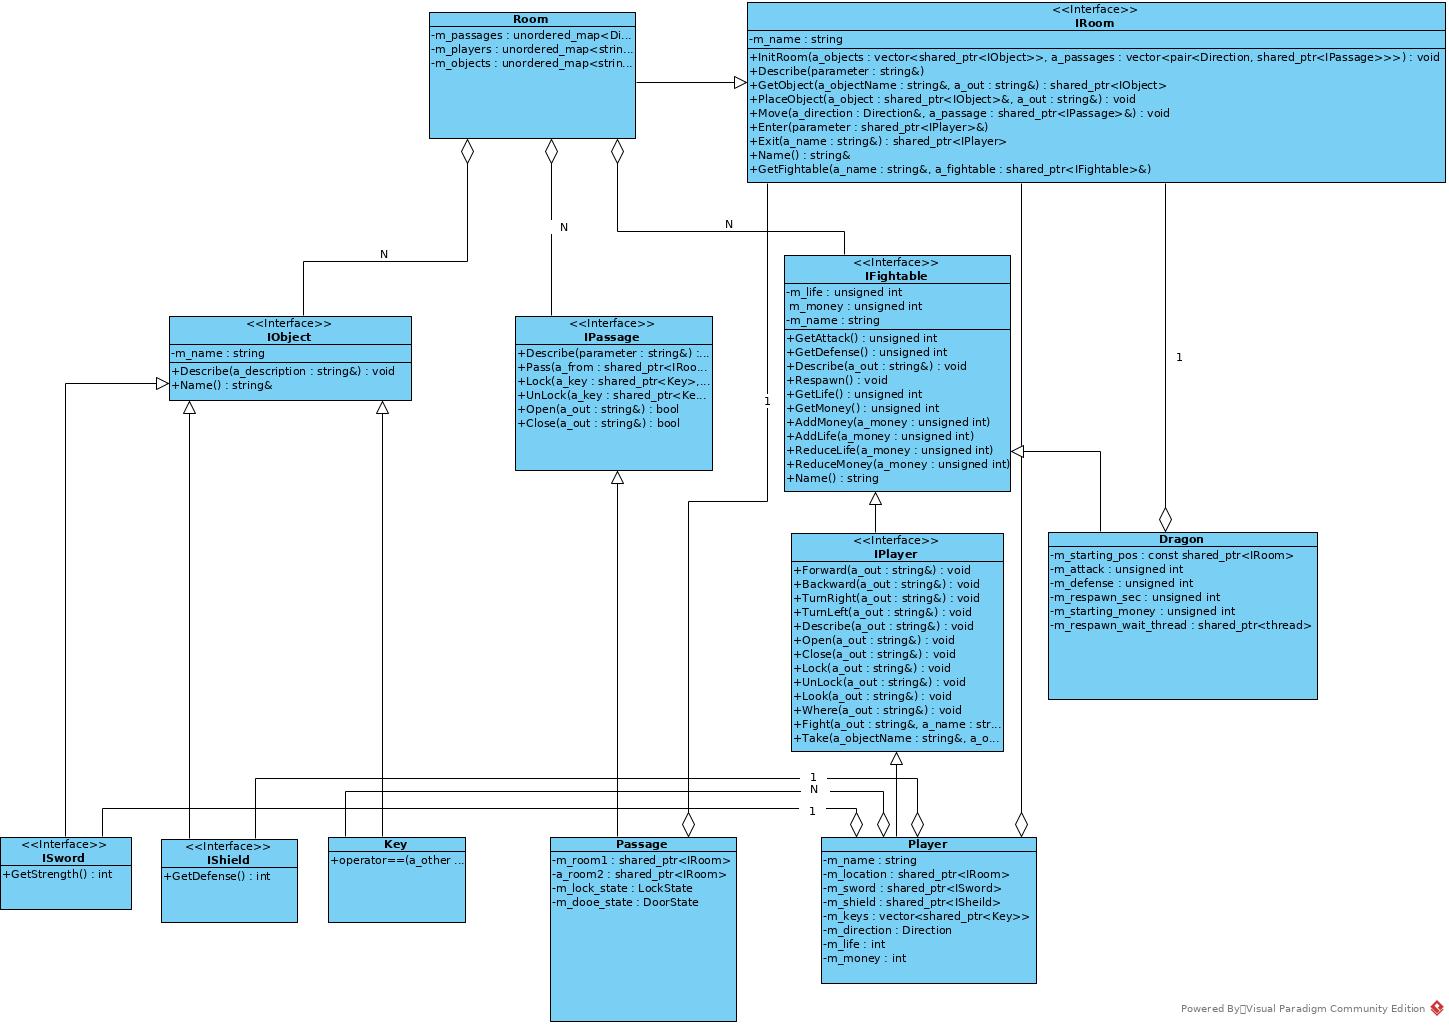 Room
-m_passages : unordered_map<Di...
-m_players : unordered_map<strin...
-m_objects : unordered_map<strin...
<<Interface>>
IRoom
-m_name : string
+InitRoom(a_objects : vector<shared_ptr<IObject>>, a_passages : vector<pair<Direction, shared_ptr<IPassage>>>) : void
+Describe(parameter : string&)
+GetObject(a_objectName : string&, a_out : string&) : shared_ptr<IObject>
+PlaceObject(a_object : shared_ptr<IObject>&, a_out : string&) : void
+Move(a_direction : Direction&, a_passage : shared_ptr<IPassage>&) : void
+Enter(parameter : shared_ptr<IPlayer>&)
+Exit(a_name : string&) : shared_ptr<IPlayer>
+Name() : string&
+GetFightable(a_name : string&, a_fightable : shared_ptr<IFightable>&)
N
N
N
1
1
<<Interface>>
IObject
-m_name : string
+Describe(a_description : string&) : void
+Name() : string&
<<Interface>>
IPassage
+Describe(parameter : string&) :...
+Pass(a_from : shared_ptr<IRoo...
+Lock(a_key : shared_ptr<Key>,...
+UnLock(a_key : shared_ptr<Ke...
+Open(a_out : string&) : bool
+Close(a_out : string&) : bool
<<Interface>>
IFightable
-m_life : unsigned int
m_money : unsigned int
-m_name : string
+GetAttack() : unsigned int
+GetDefense() : unsigned int
+Describe(a_out : string&) : void
+Respawn() : void
+GetLife() : unsigned int
+GetMoney() : unsigned int
+AddMoney(a_money : unsigned int)
+AddLife(a_money : unsigned int)
+ReduceLife(a_money : unsigned int)
+ReduceMoney(a_money : unsigned int)
+Name() : string
<<Interface>>
IPlayer
+Forward(a_out : string&) : void
+Backward(a_out : string&) : void
+TurnRight(a_out : string&) : void
+TurnLeft(a_out : string&) : void
+Describe(a_out : string&) : void
+Open(a_out : string&) : void
+Close(a_out : string&) : void
+Lock(a_out : string&) : void
+UnLock(a_out : string&) : void
+Look(a_out : string&) : void
+Where(a_out : string&) : void
+Fight(a_out : string&, a_name : str...
+Take(a_objectName : string&, a_o...
Dragon
-m_starting_pos : const shared_ptr<IRoom>
-m_attack : unsigned int
-m_defense : unsigned int
-m_respawn_sec : unsigned int
-m_starting_money : unsigned int
-m_respawn_wait_thread : shared_ptr<thread>
1
N
1
<<Interface>>
ISword
+GetStrength() : int
<<Interface>>
IShield
+GetDefense() : int
Key
+operator==(a_other ...
Passage
-m_room1 : shared_ptr<IRoom>
-a_room2 : shared_ptr<IRoom>
-m_lock_state : LockState
-m_dooe_state : DoorState
Player
-m_name : string
-m_location : shared_ptr<IRoom>
-m_sword : shared_ptr<ISword>
-m_shield : shared_ptr<ISheild>
-m_keys : vector<shared_ptr<Key>>
-m_direction : Direction
-m_life : int
-m_money : int
Powered By Visual Paradigm Community Edition